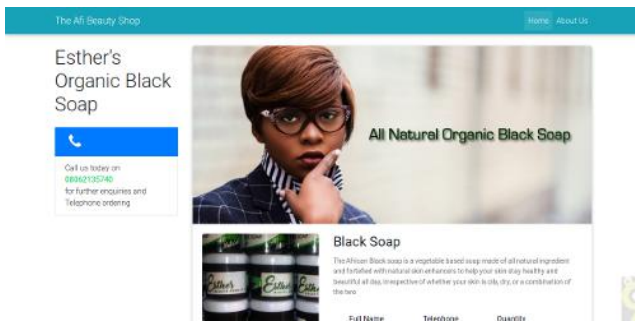 The Afi Beauty Shop
Home About Us
Esther's
Organic Black
Soap
Call us today on
08062135740
for further enquiries and
Telephone ordering
All Natural Organic Black Soap
Black Soap
The African Black soap is a vegetable based soap made of all natural ingredient
and fortified with natural skin enhancers to help your skin stay healthy and
beautiful all day, irrespective of whether your skin is oily, dry, or a combination of
the two
Esther's
Esther's
Full Name Telephone Quantity